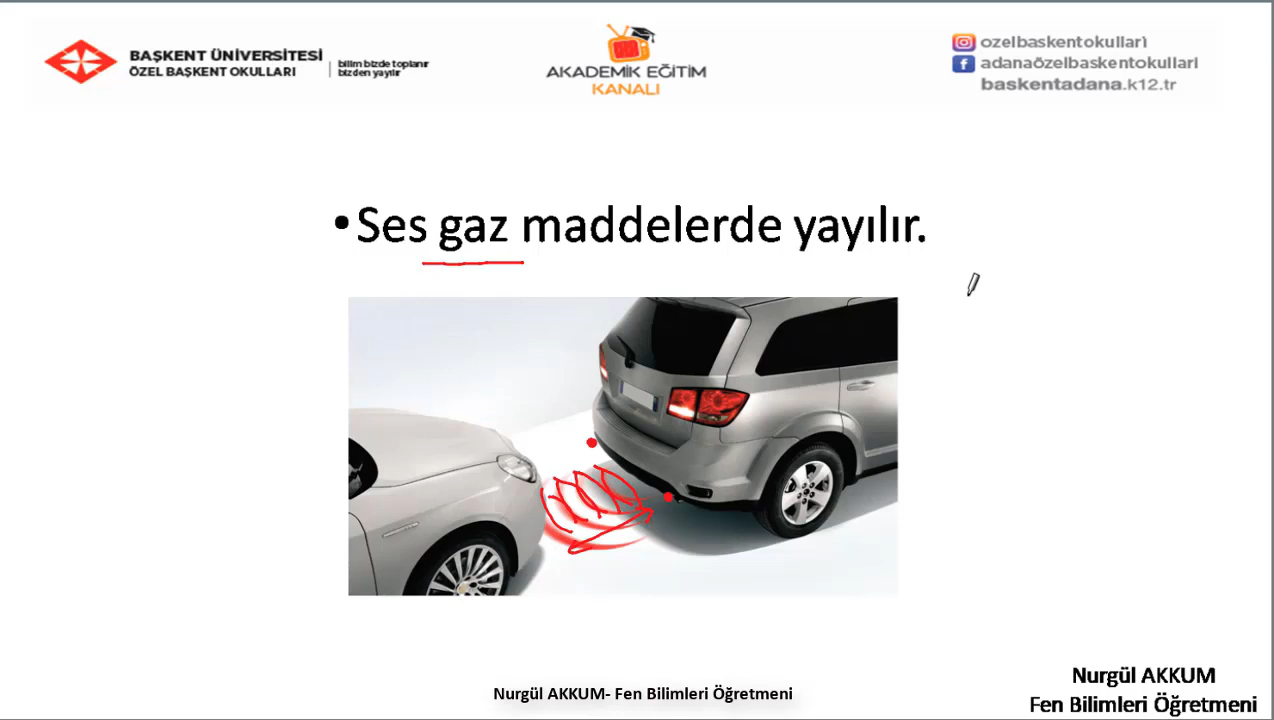 BAŞKENT ÜNİVERSİTESİ
ÖZEL BAŞKENT OKULLARI
bilim bizde toplanır
bizden yayılır
AKADEMİK EĞİTİM
KANALI
ozelbaskentokullari
adanaözelbaskentokullari
baskentadana.k12.tr
•Ses gaz maddelerde yayılır.
Nurgül AKKUM- Fen Bilimleri Öğretmeni
Nurgül AKKUM
Fen Bilimleri Öğretmeni